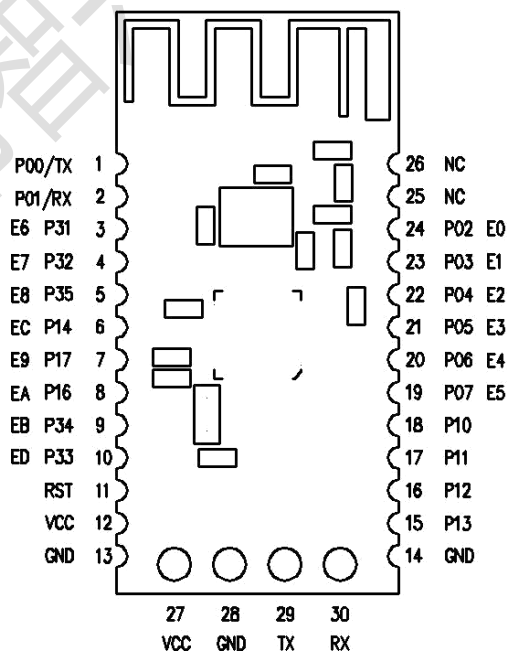 P00/TX 1 26 NC
P01/RX 2 25 NC
E6 P31 3 24 P02 E0
E7 P32 4 23 P03 E1
E8 P35 5 22 P04 E2
EC P14 6 21 P05 E3
E9 P17 7 20 P06 E4
EA P16 8 19 P07 E5
EB P34 9 18 P10
ED P33 10 17 P11
RST 11 16 P12
VCC 12 15 P13
GND 13 14 GND
27 28 29 30
VCC GND TX RX